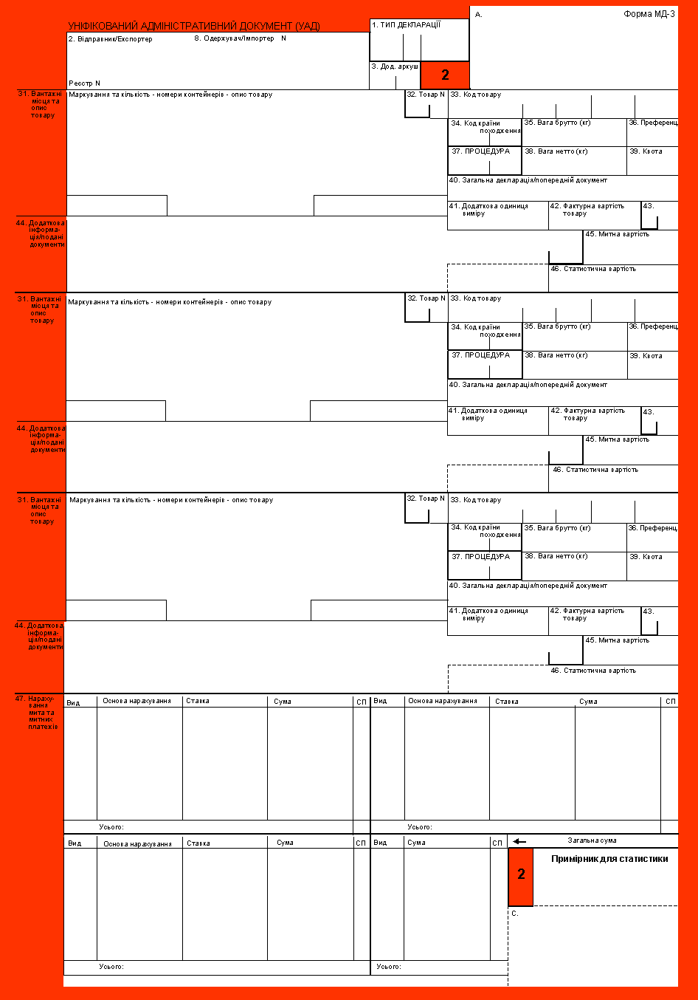 А.
Форма МД-3
УНІФІКОВАНИЙ АДМІНІСТРАТИВНИЙ ДОКУМЕНТ (УАД)
1. ТИП ДЕКЛАРАЦІЇ
2. Відправник/Експортер
8. Одержувач/Імпортер N
3. Дод. аркуш
2
Реєстр N
31. Вантажні
місця та
опис
товару
Маркування та кількість - номери контейнерів - опис товару
32. Товар N
33. Код товару
34. Код країни
походження
35. Вага брутто (кг)
36. Преференц.
37. ПРОЦЕДУРА
38. Вага нетто (кг)
39. Квота
40. Загальна декларація/попередній документ
41. Додаткова одиниця
виміру
42. Фактурна вартість
товару
43.
44. Додаткова
інформа-
ція/подані
документи
45. Митна вартість
46. Статистична вартість
31. Вантажні
місця та
опис
товару
Маркування та кількість - номери контейнерів - опис товару
32. Товар N
33. Код товару
34. Код країни
походження
35. Вага брутто (кг)
36. Преференц.
37. ПРОЦЕДУРА
38. Вага нетто (кг)
39. Квота
40. Загальна декларація/попередній документ
41. Додаткова одиниця
виміру
42. Фактурна вартість
товару
43.
44. Додаткова
інформа-
ція/подані
документи
45. Митна вартість
46. Статистична вартість
31. Вантажні
місця та
опис
товару
Маркування та кількість - номери контейнерів - опис товару
32. Товар N
33. Код товару
34. Код країни
походження
35. Вага брутто (кг)
36. Преференц.
37. ПРОЦЕДУРА
38. Вага нетто (кг)
39. Квота
40. Загальна декларація/попередній документ
41. Додаткова одиниця
виміру
42. Фактурна вартість
товару
43.
44. Додаткова
інформа-
ція/подані
документи
45. Митна вартість
46. Статистична вартість
47. Нараху-
вання
мита та
митних
платежів
Вид Основа нарахування Ставка Сума СП Вид Основа нарахування Ставка Сума СП
Усього: Усього:
Вид Основа нарахування Ставка Сума СП Вид Сума СП
Загальна сума
2
Примірник для статистики
С.
Усього: Усього: